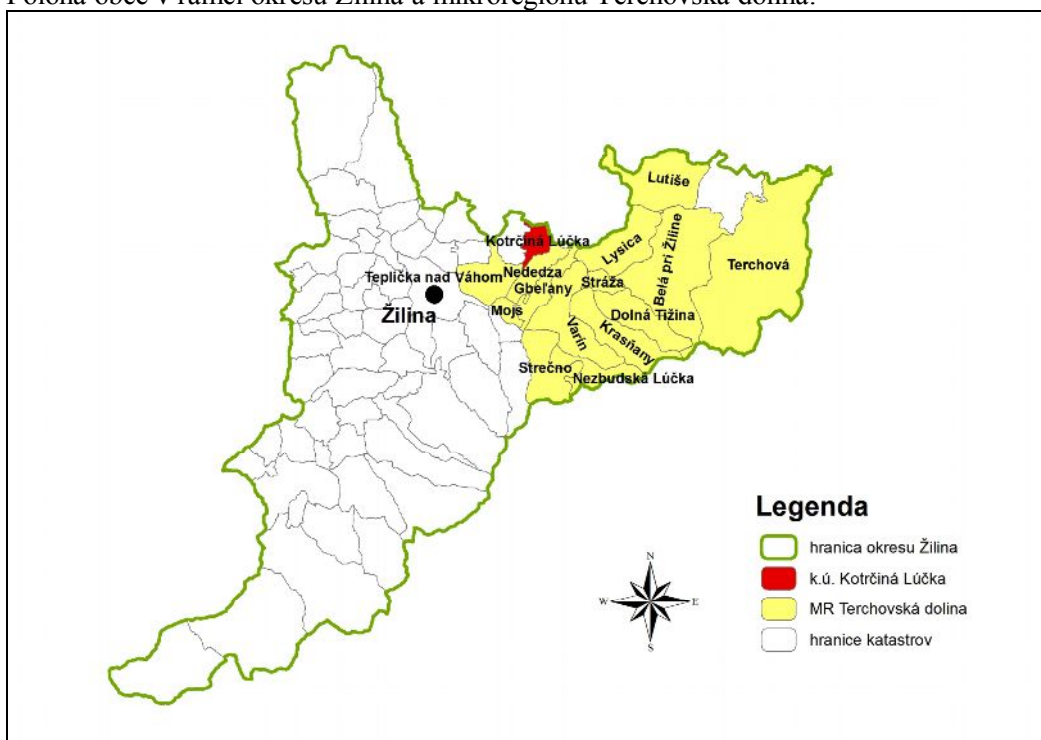 Poloha obce v rámci okresu Žilina a mikroregiónu Terchovská dolina:
Lutiše
Kotrčiná Lúčka
Lysica
Belá pri Žiline
Terchová
Teplička nad Váhom
Nededza
Gbeľany
Stráža
Žilina
Mojš
Varín
Dolná Tižina
Krasňany
Strečno
Nezbudská Lúčka
Legenda
hranica okresu Žilina
k.ú. Kotrčiná Lúčka
MR Terchovská dolina
hranice katastrov
N
W
E
S